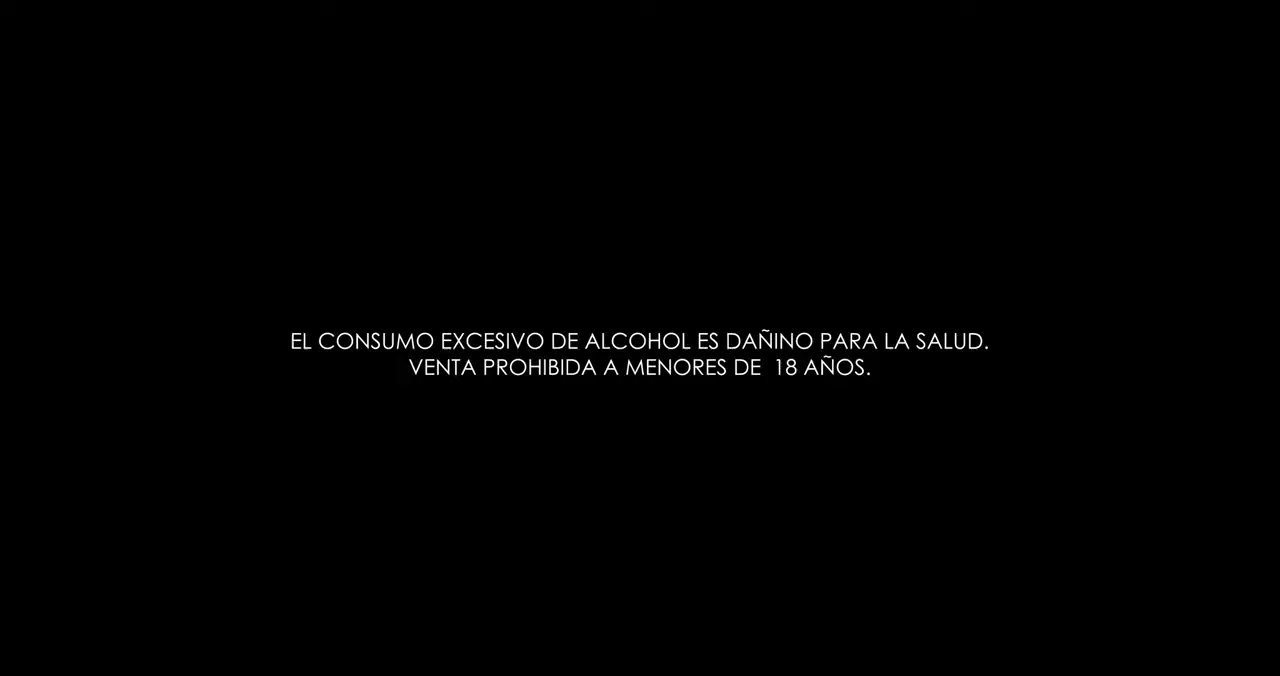 EL CONSUMO EXCESIVO DE ALCOHOL ES DAÑINO PARA LA SALUD.
VENTA PROHIBIDA A MENORES DE  18 AÑOS.